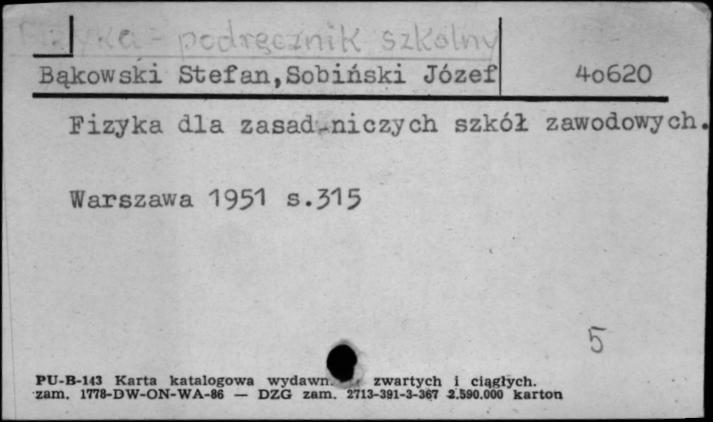 Fizyka - podręcznik szkolny
Bąkowski Stefan,Sobiński Józef 40620
Fizyka dla zasad-niczych szkół zawodowych.
Warszawa 1951 s.315
5
PU-B-143 Karta katalogowa wydawn. zwartych i ciągłych.
zam. 1778-DW-ON-WA-86 — DZG zam. 2713-391-3-367 2.590.000 karton